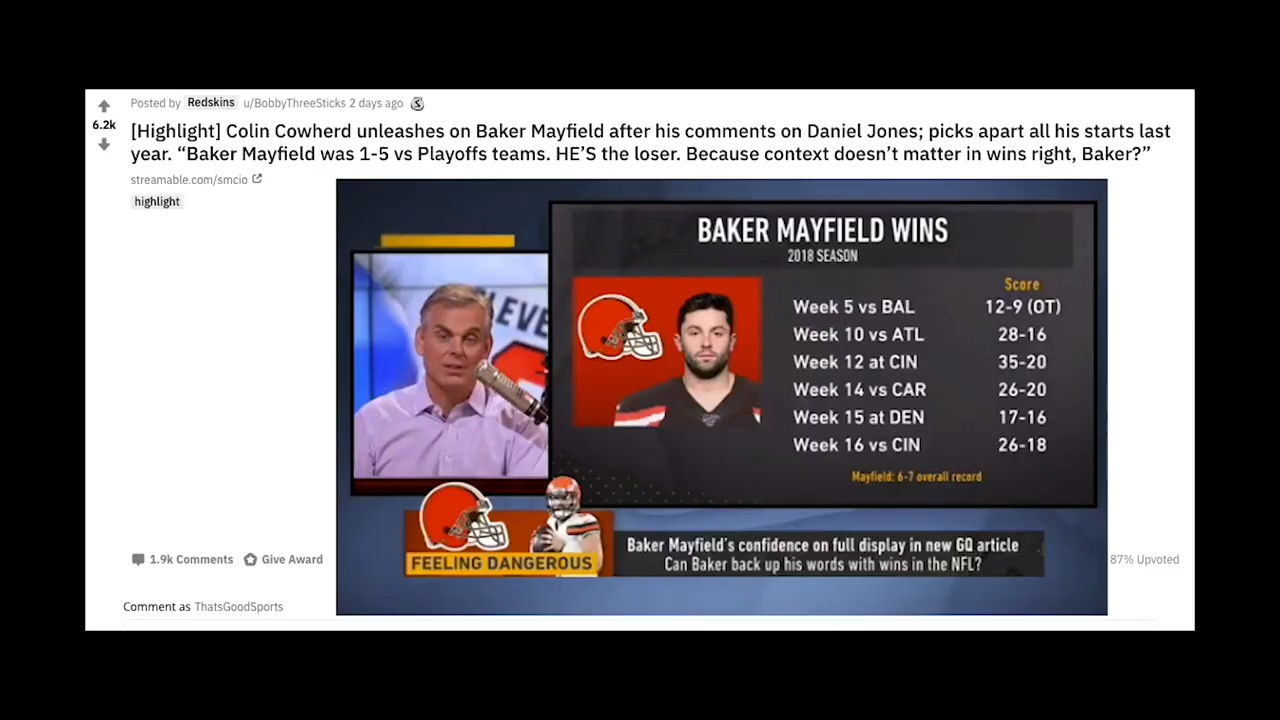 Posted by Redskins u/BobbyThreeSticks 2 days ago
6.2k
[Highlight] Colin Cowherd unleashes on Baker Mayfield after his comments on Daniel Jones; picks apart all his starts last
year. “Baker Mayfield was 1-5 vs Playoffs teams. HE’S the loser. Because context doesn’t matter in wins right, Baker?”
streamable.com/smcio
highlight
BAKER MAYFIELD WINS
2018 SEASON
Score
Week 5 vs BAL 12-9 (OT)
Week 10 vs ATL 28-16
Week 12 at CIN 35-20
Week 14 vs CAR 26-20
Week 15 at DEN 17-16
Week 16 vs CIN 26-18
Mayfield: 6-7 overall record
LEVE
FEELING DANGEROUS
Baker Mayfield's confidence on full display in new GQ article
Can Baker back up his words with wins in the NFL?
1.9k Comments Give Award
87% Upvoted
Comment as ThatsGoodSports